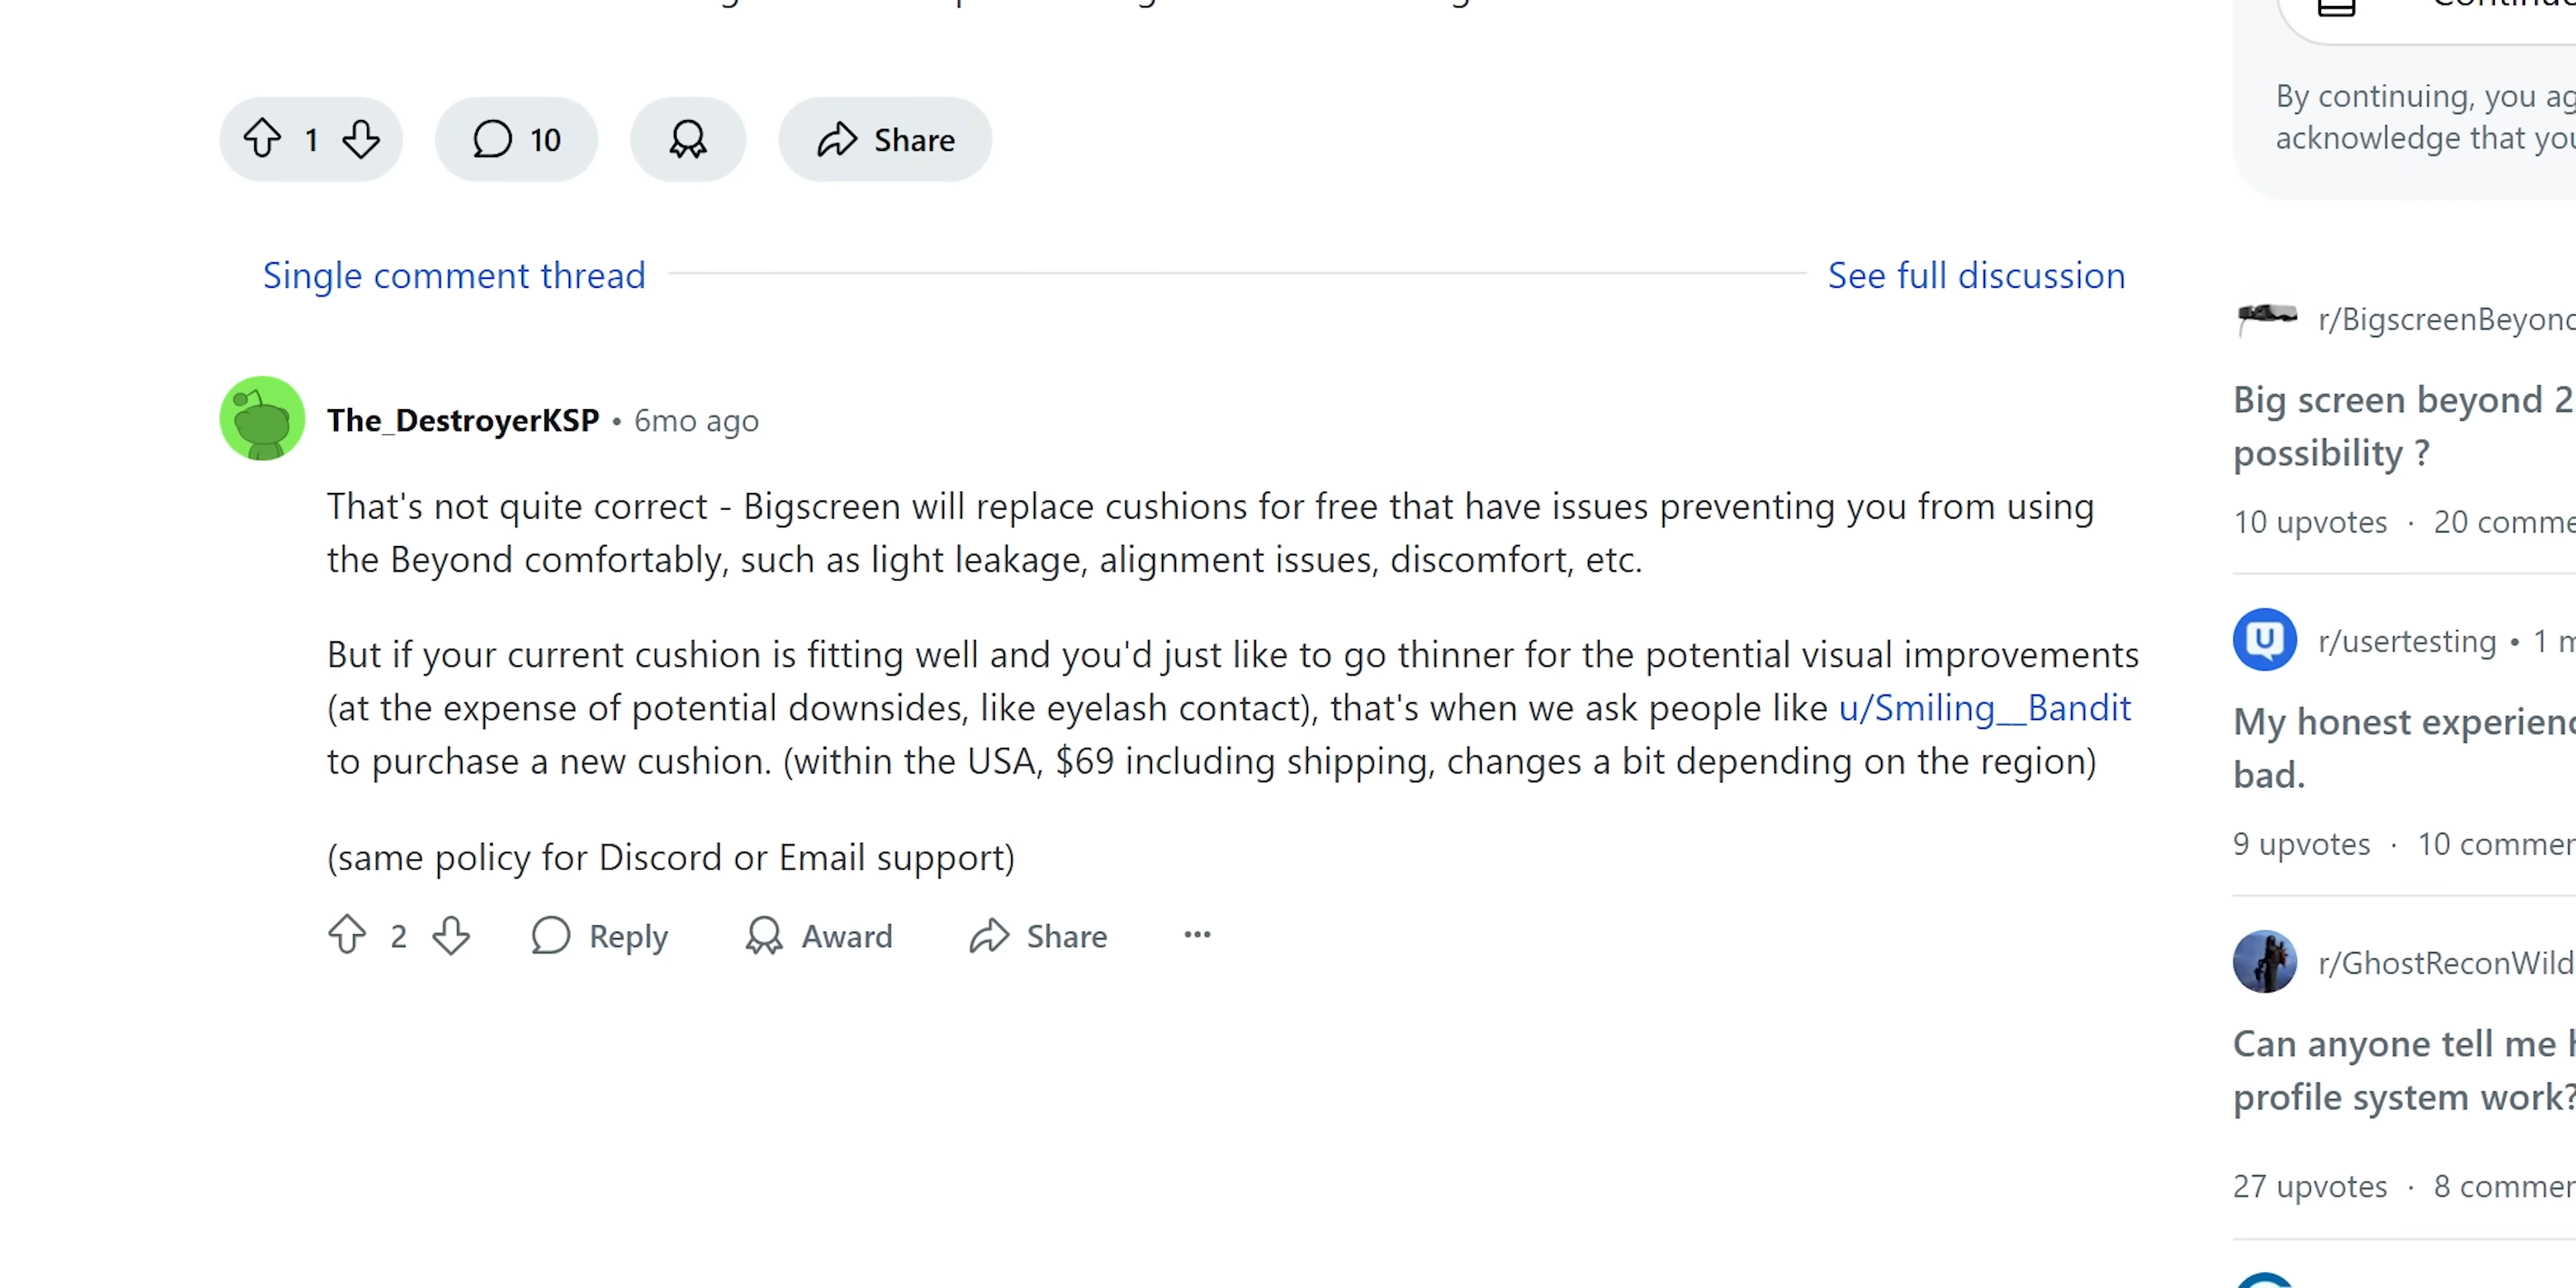 1
10
Share
Single comment thread
See full discussion
The_DestroyerKSP • 6mo ago
That's not quite correct - Bigscreen will replace cushions for free that have issues preventing you from using
the Beyond comfortably, such as light leakage, alignment issues, discomfort, etc.
But if your current cushion is fitting well and you'd just like to go thinner for the potential visual improvements
(at the expense of potential downsides, like eyelash contact), that's when we ask people like u/Smiling__Bandit
to purchase a new cushion. (within the USA, $69 including shipping, changes a bit depending on the region)
(same policy for Discord or Email support)
2
Reply
Award
Share
By continuing, you ag
acknowledge that you
r/BigscreenBeyond
Big screen beyond 2
possibility ?
10 upvotes · 20 comme
r/usertesting • 1 m
My honest experienc
bad.
9 upvotes · 10 commen
r/GhostReconWild
Can anyone tell me h
profile system work?
27 upvotes · 8 commen